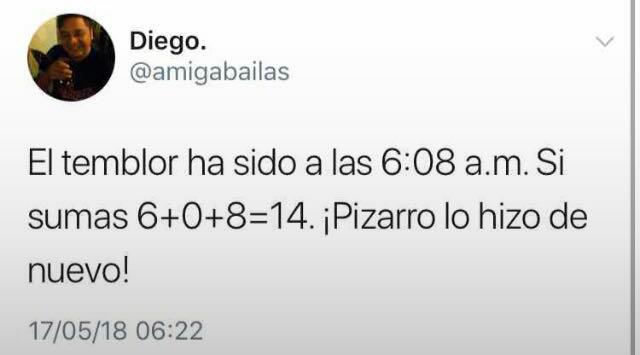 Diego.
@amigabailas
El temblor ha sido a las 6:08 a.m. Si
sumas 6+0+8=14. ¡Pizarro lo hizo de
nuevo!
17/05/18 06:22